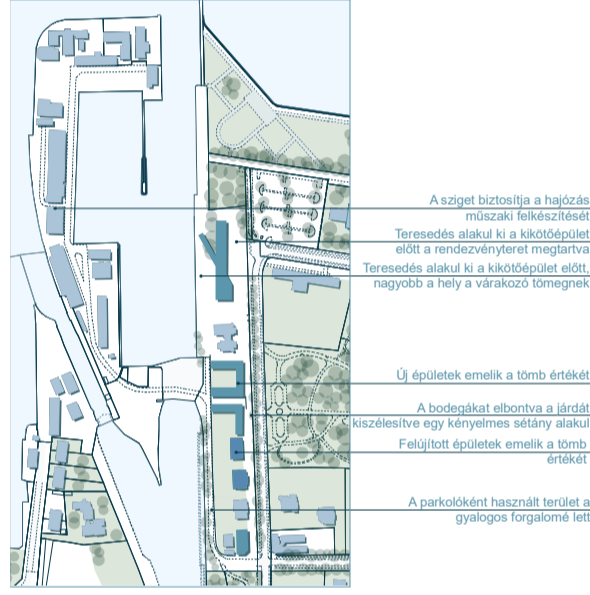 A sziget biztosítja a hajózás
műszaki felkészítését
Teresedés alakul ki a kikötőépület
előtt a rendezvényteret megtartva
Teresedés alakul ki a kikötőépület előtt,
nagyobb a hely a várakozó tömegnek
Új épületek emelik a tömb értékét
A bodegákat elbontva a járdát
kiszélesítve egy kényelmes sétány alakul
Felújított épületek emelik a tömb
értékét
A parkolóként használt terület a
gyalogos forgalomé lett